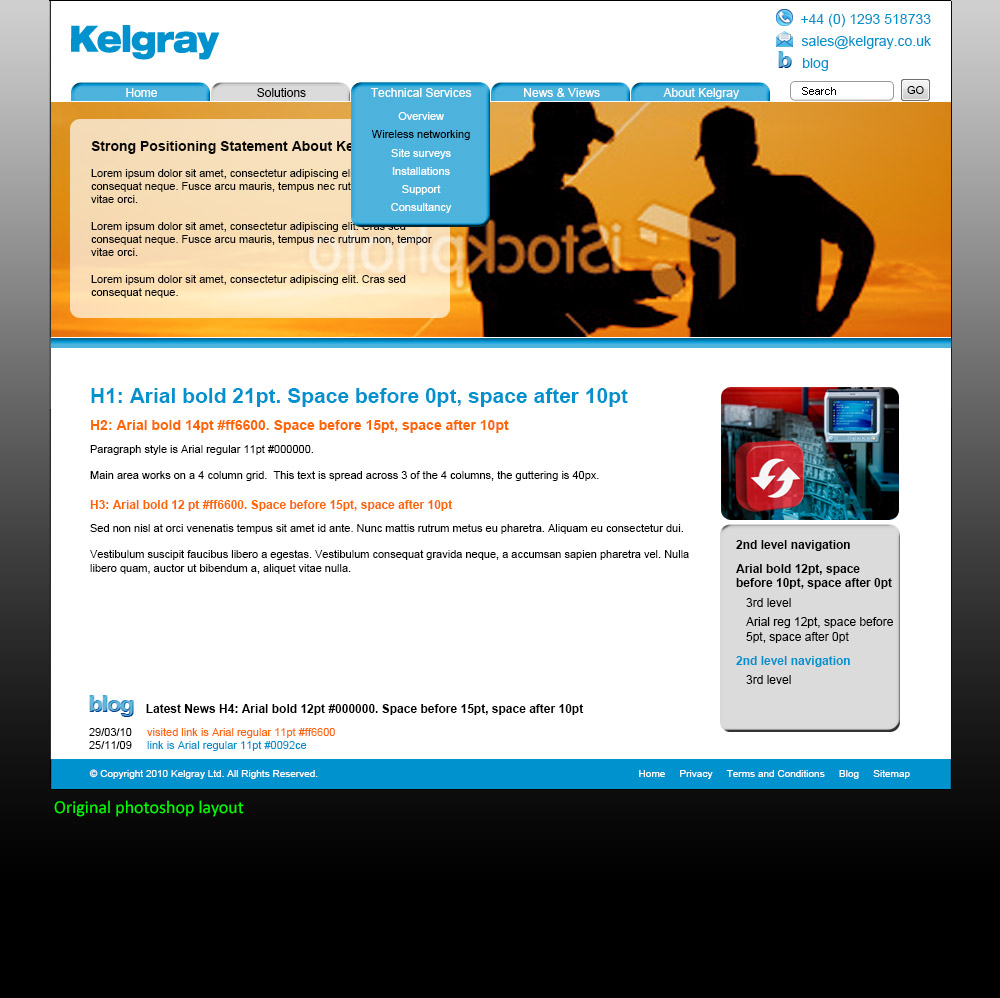 Kelgray
+44 (0) 1293 518733
sales@kelgray.co.uk
b blog
Home Solutions Technical Services News & Views About Kelgray Search GO
Overview
Wireless networking
Site surveys
Installations
Support
Consultancy
Strong Positioning Statement About Ke
Lorem ipsum dolor sit amet, consectetur adipiscing el
consequat neque. Fusce arcu mauris, tempus nec rut
vitae orci.
Lorem ipsum dolor sit amet, consectetur adipiscing elit. Cras sed
consequat neque. Fusce arcu mauris, tempus nec rutrum non, tempor
vitae orci.
Lorem ipsum dolor sit amet, consectetur adipiscing elit. Cras sed
consequat neque.
iStockphoto
H1: Arial bold 21pt. Space before 0pt, space after 10pt
H2: Arial bold 14pt #ff6600. Space before 15pt, space after 10pt
Paragraph style is Arial regular 11pt #000000.
Main area works on a 4 column grid. This text is spread across 3 of the 4 columns, the guttering is 40px.
H3: Arial bold 12 pt #ff6600. Space before 15pt, space after 10pt
Sed non nisl at orci venenatis tempus sit amet id ante. Nunc mattis rutrum metus eu pharetra. Aliquam eu consectetur dui.
Vestibulum suscipit faucibus libero a egestas. Vestibulum consequat gravida neque, a accumsan sapien pharetra vel. Nulla
libero quam, auctor ut bibendum a, aliquet vitae nulla.
2nd level navigation
Arial bold 12pt, space
before 10pt, space after 0pt
3rd level
Arial reg 12pt, space before
5pt, space after 0pt
2nd level navigation
3rd level
blog Latest News H4: Arial bold 12pt #000000. Space before 15pt, space after 10pt
29/03/10 visited link is Arial regular 11pt #ff6600
25/11/09 link is Arial regular 11pt #0092ce
© Copyright 2010 Kelgray Ltd. All Rights Reserved. Home Privacy Terms and Conditions Blog Sitemap
Original photoshop layout